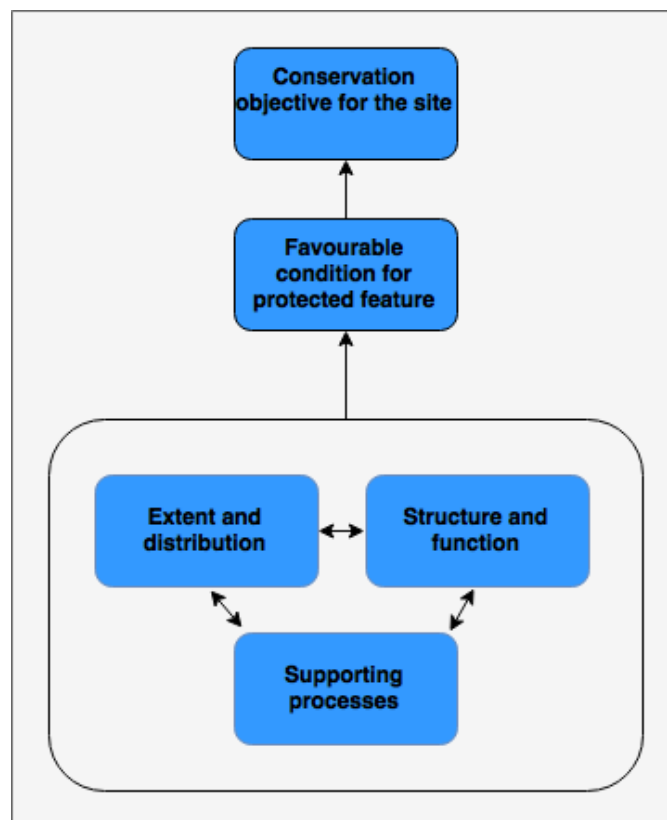 Conservation
objective for the site
Favourable
condition for
protected feature
Extent and
distribution
Structure and
function
Supporting
processes